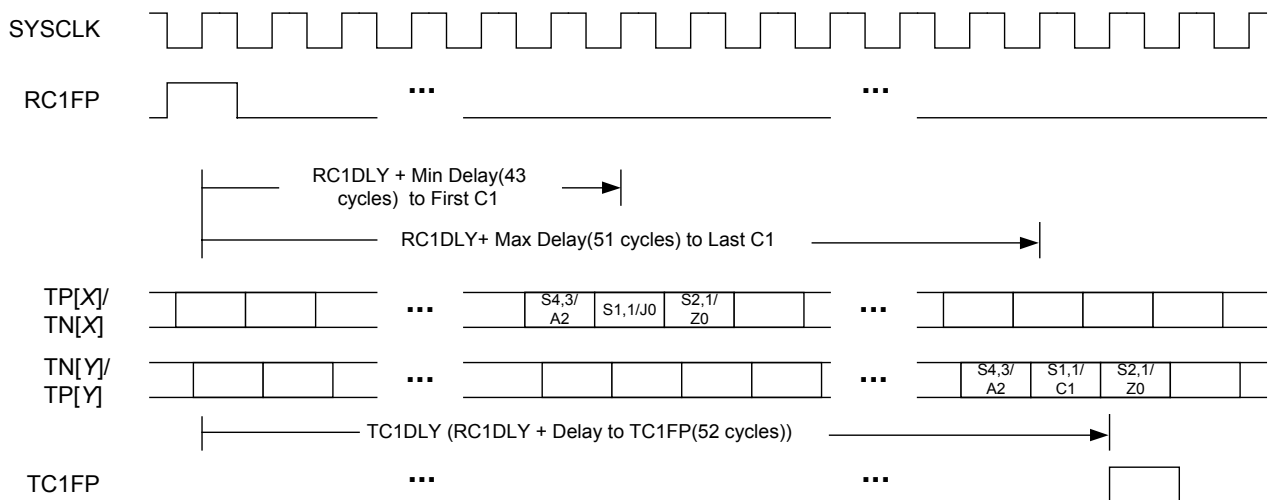 SYSCLK
RC1FP
...
...
RC1DLY + Min Delay(43
cycles) to First C1
RC1DLY+ Max Delay(51 cycles) to Last C1
TP[X]/
TN[X]
...
S4,3/
A2
S1,1/J0
S2,1/
Z0
...
TN[Y]/
TP[Y]
...
...
S4,3/
A2
S1,1/
C1
S2,1/
Z0
TC1DLY (RC1DLY + Delay to TC1FP(52 cycles))
TC1FP
...
...